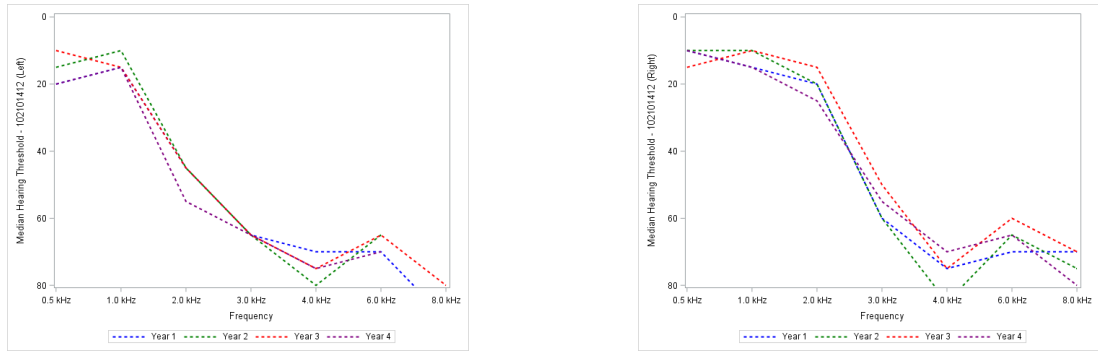 Median Hearing Threshold - 102101412 (Left)
0
20
40
60
80
0.5 kHz 1.0 kHz 2.0 kHz 3.0 kHz 4.0 kHz 6.0 kHz 8.0 kHz
Frequency
Year 1 Year 2 Year 3 Year 4
Median Hearing Threshold - 102101412 (Right)
0
20
40
60
80
0.5 kHz 1.0 kHz 2.0 kHz 3.0 kHz 4.0 kHz 6.0 kHz 8.0 kHz
Frequency
Year 1 Year 2 Year 3 Year 4